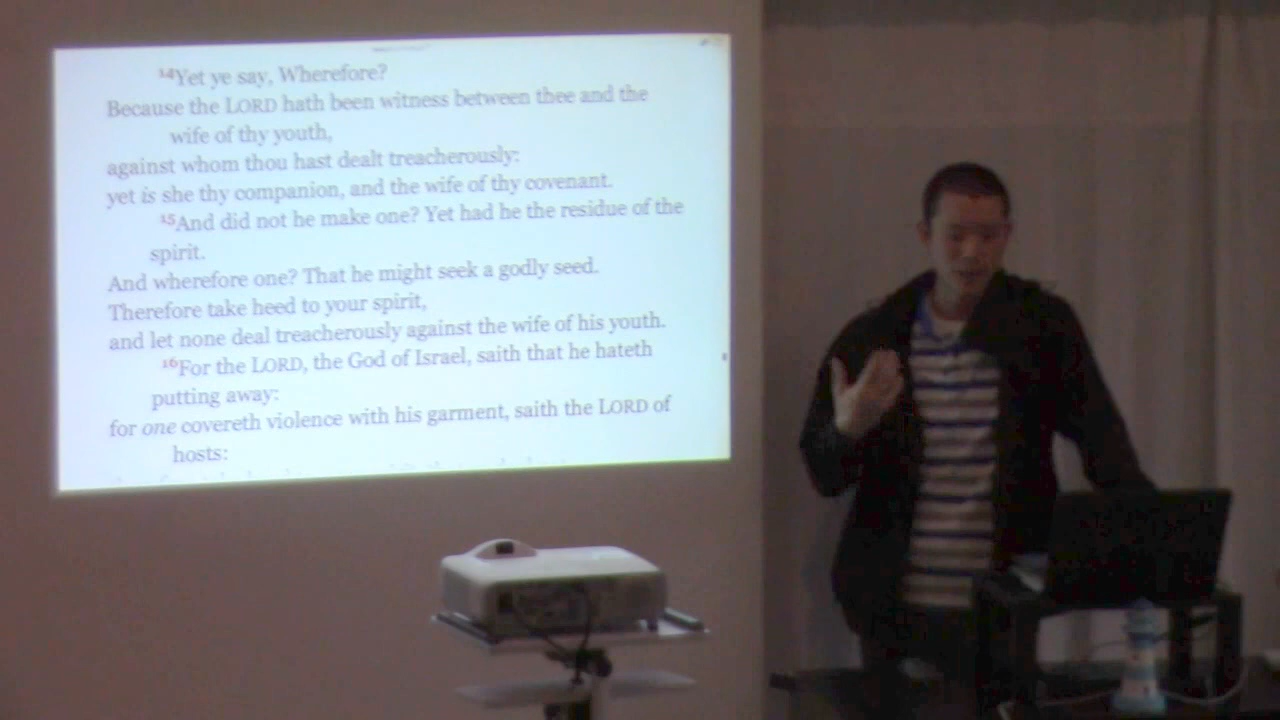 14Yet ye say, Wherefore?
Because the LORD hath been witness between thee and the
wife of thy youth,
against whom thou hast dealt treacherously:
yet is she thy companion, and the wife of thy covenant.
15And did not he make one? Yet had he the residue of the
spirit.
And wherefore one? That he might seek a godly seed.
Therefore take heed to your spirit,
and let none deal treacherously against the wife of his youth.
16For the LORD, the God of Israel, saith that he hateth
putting away:
for one covereth violence with his garment, saith the LORD of
hosts: